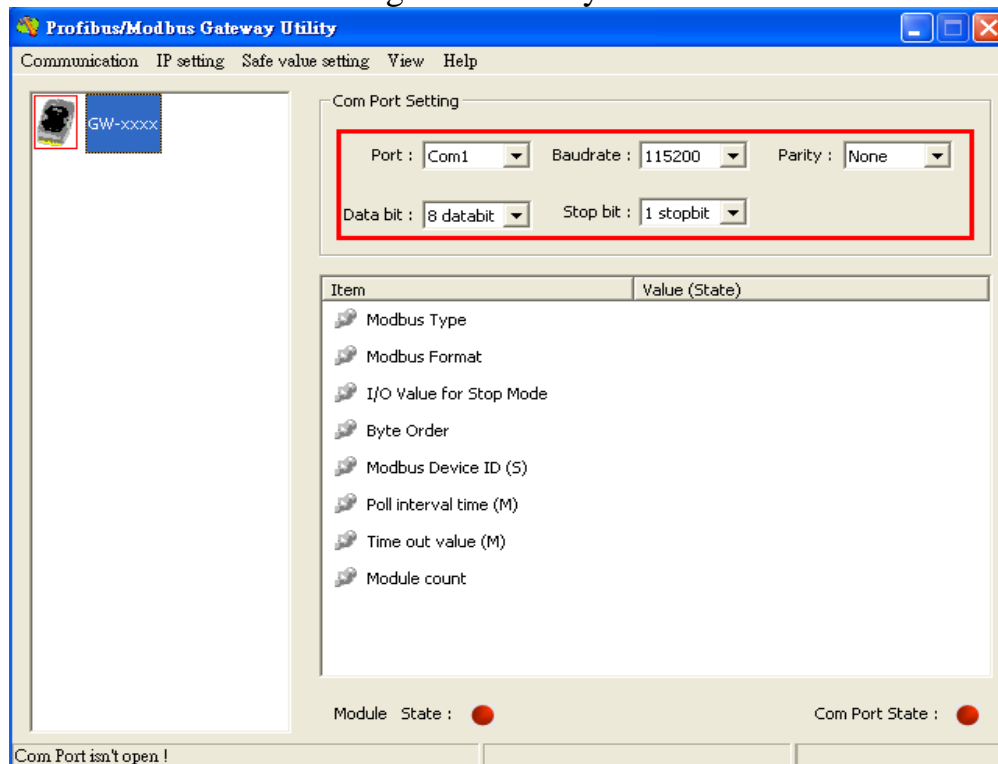 Profibus/Modbus Gateway Utility
Communication IP setting Safe value setting View Help
GW-xxxx
Com Port Setting
Port : Com1 Baudrate : 115200 Parity : None
Data bit : 8 databit Stop bit : 1 stopbit
Item Value (State)
Modbus Type
Modbus Format
I/O Value for Stop Mode
Byte Order
Modbus Device ID (S)
Poll interval time (M)
Time out value (M)
Module count
Module State : Com Port State :
Com Port isn't open !